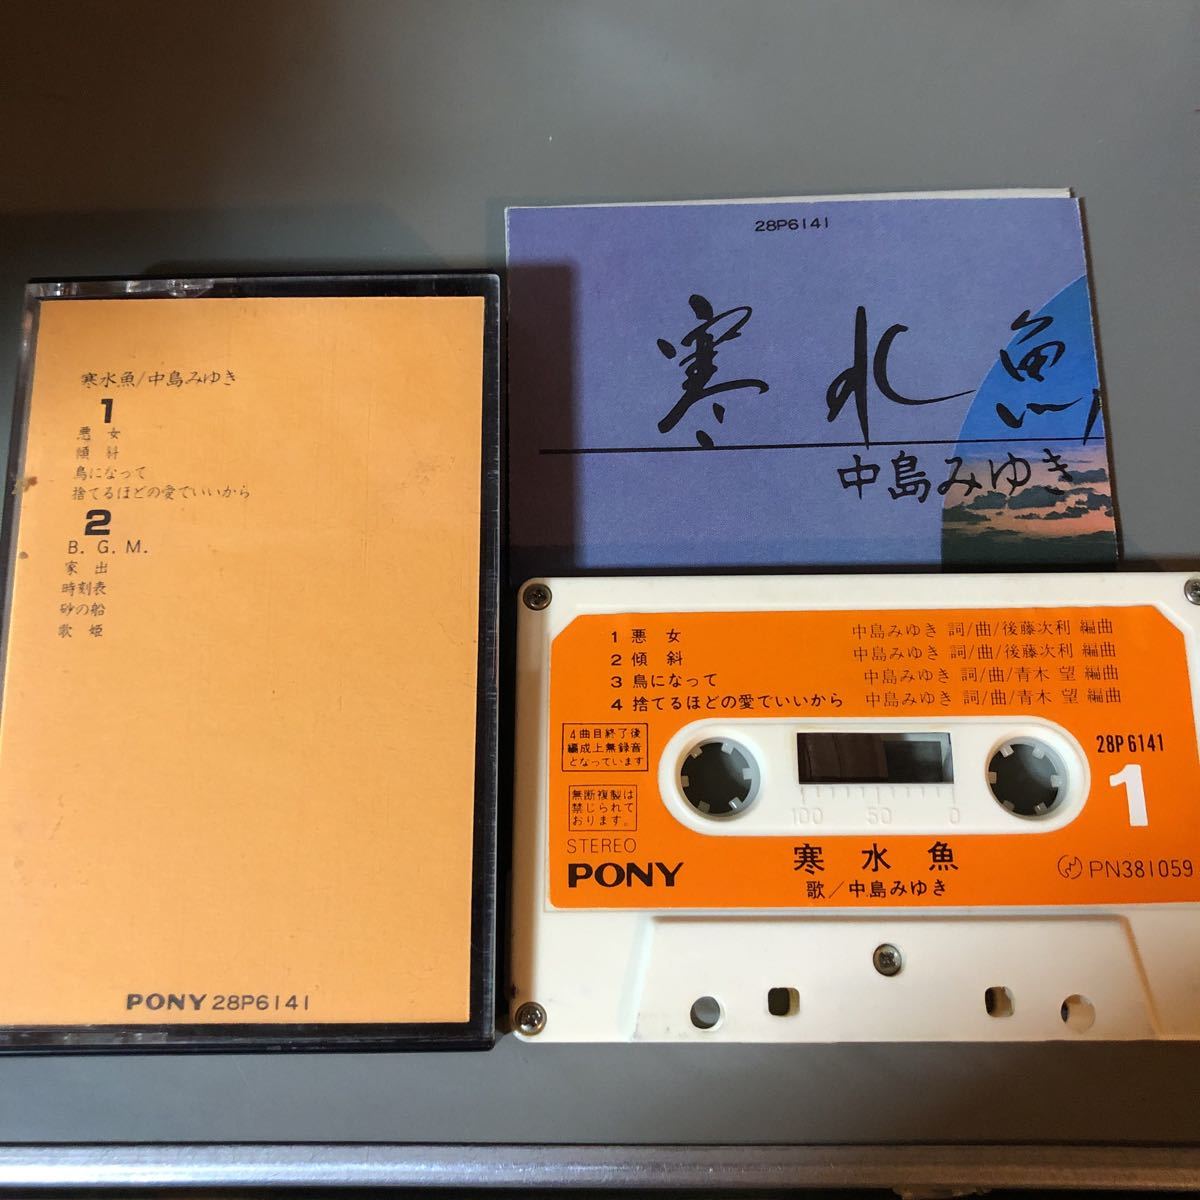 寒水魚/中島みゆき
1
悪 女
傾 斜
鳥になって
捨てるほどの愛でいいから
2
B. G. M.
家 出
時刻表
砂の船
歌 姫
PONY 28P6141
28P6141
寒水魚
中島みゆき
1 悪 女 中島みゆき 詞/曲/後藤次利 編曲
2 傾 斜 中島みゆき 詞/曲/後藤次利 編曲
3 鳥になって 中島みゆき 詞/曲/青木 望 編曲
4 捨てるほどの愛でいいから 中島みゆき 詞/曲/青木 望 編曲
4曲目終了後
編成上無録音
となっています
28P6141
1
無断複製は
禁じられて
おります。
100 50 0
STEREO
PONY
寒 水 魚
歌/中島みゆき
PN381059